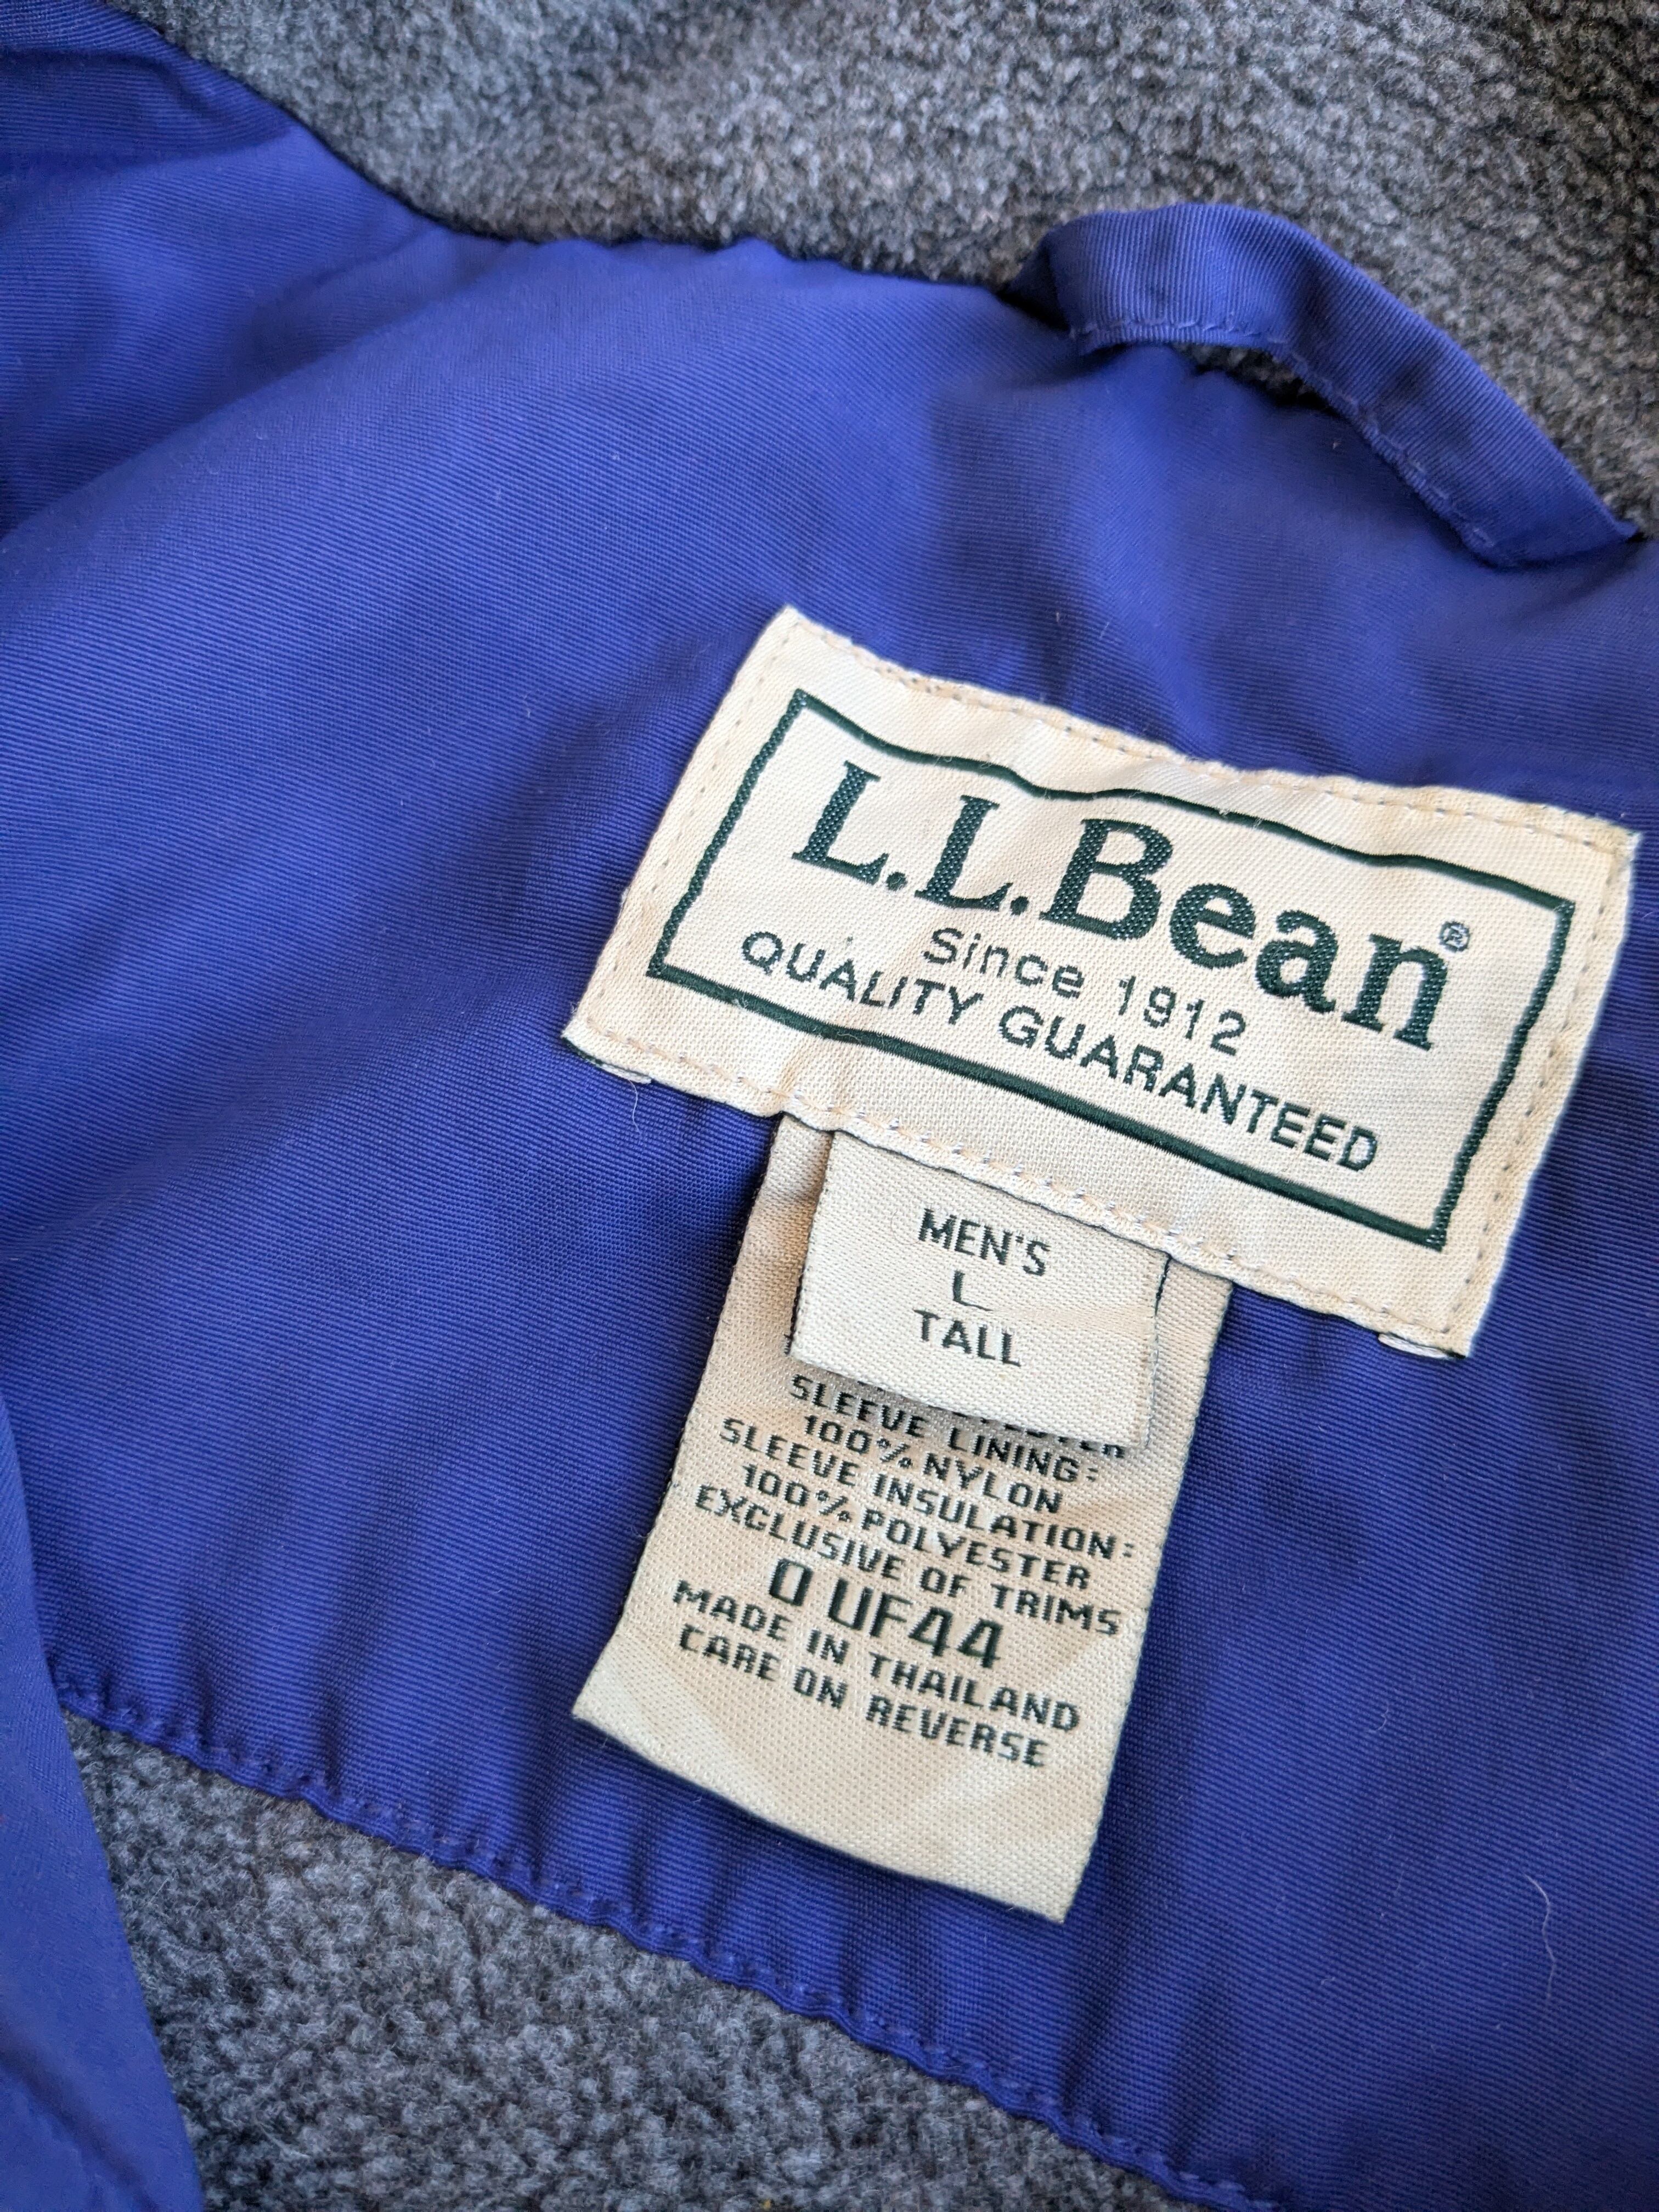 L.L.Bean®
Since 1912
QUALITY GUARANTEED
MEN'S
L
TALL
SLEEVE LINING:
100% NYLON
SLEEVE INSULATION:
100% POLYESTER
EXCLUSIVE OF TRIMS
0 UF44
MADE IN THAILAND
CARE ON REVERSE